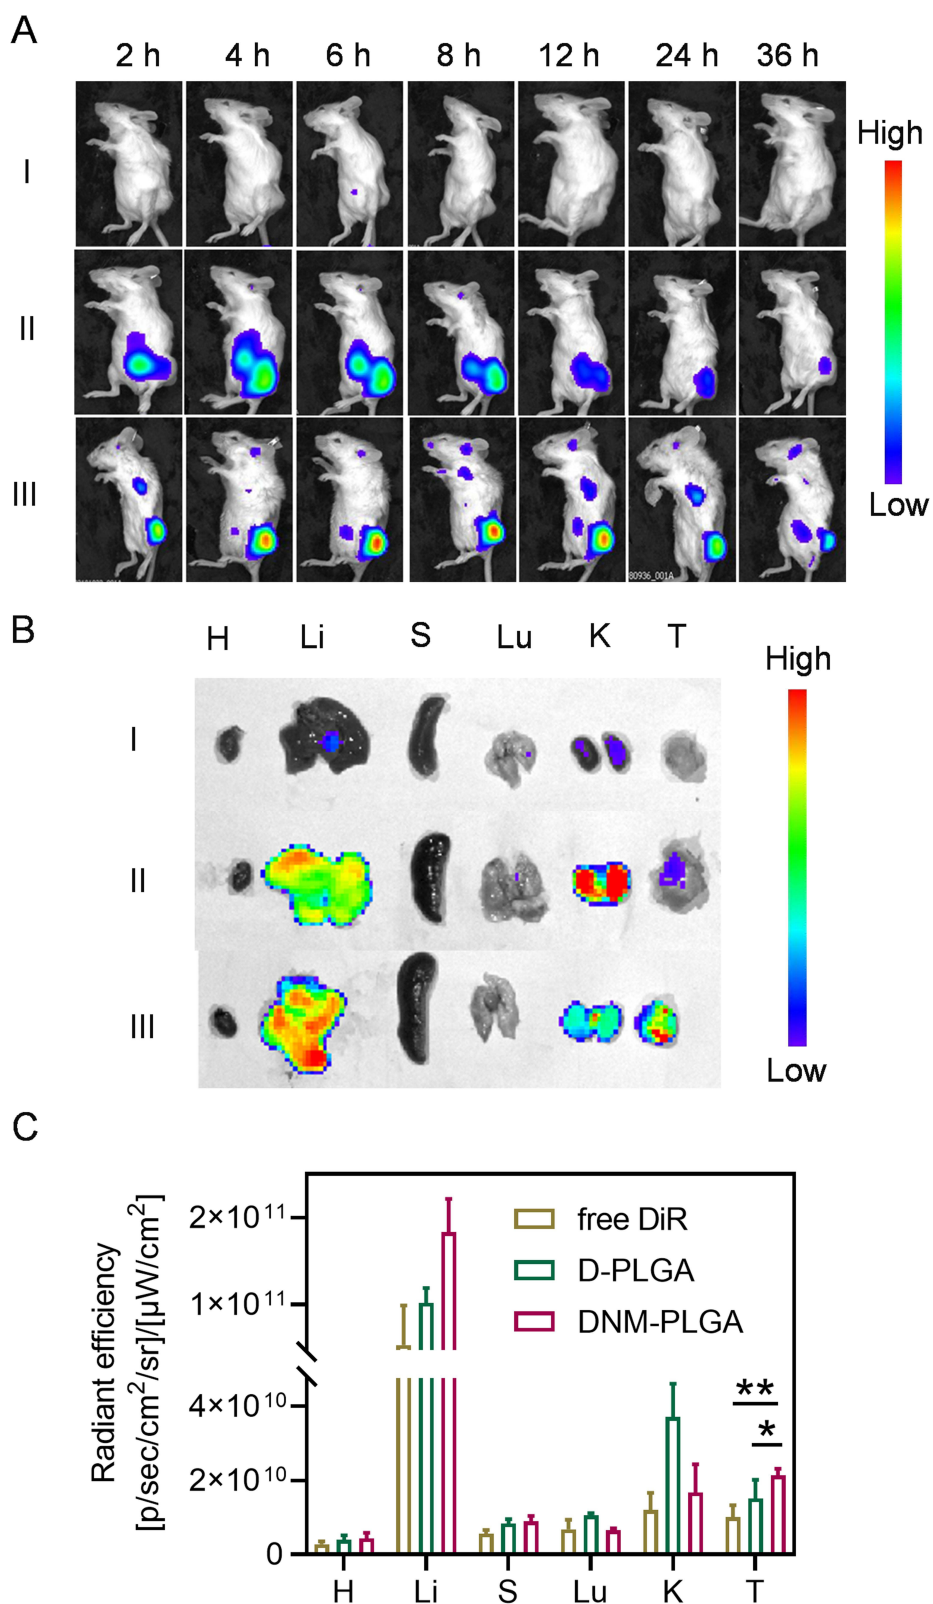 A
2 h 4 h 6 h 8 h 12 h 24 h 36 h
High
I
II
III
Low
80936_001A
B
H Li S Lu K T
High
I
II
III
Low
C
Radiant efficiency
[p/sec/cm²/sr]/[µW/cm²]
2×10¹¹
1×10¹¹
4×10¹⁰
2×10¹⁰
0
free DiR
D-PLGA
DNM-PLGA
**
*
H Li S Lu K T